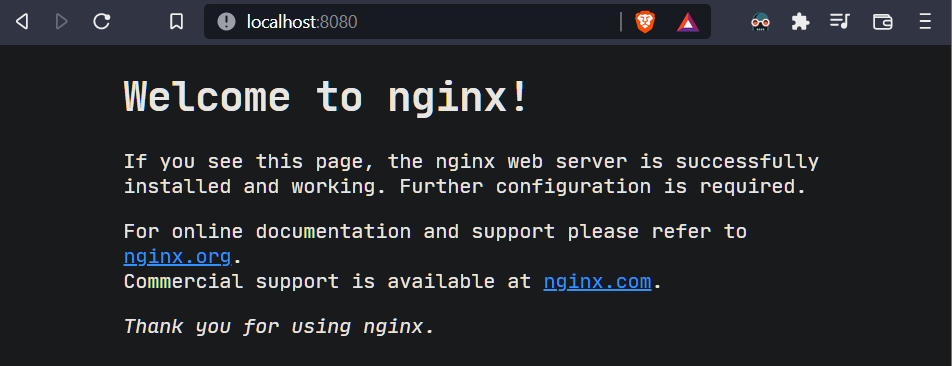 localhost:8080
Welcome to nginx!
If you see this page, the nginx web server is successfully
installed and working. Further configuration is required.
For online documentation and support please refer to
nginx.org.
Commercial support is available at nginx.com.
Thank you for using nginx.